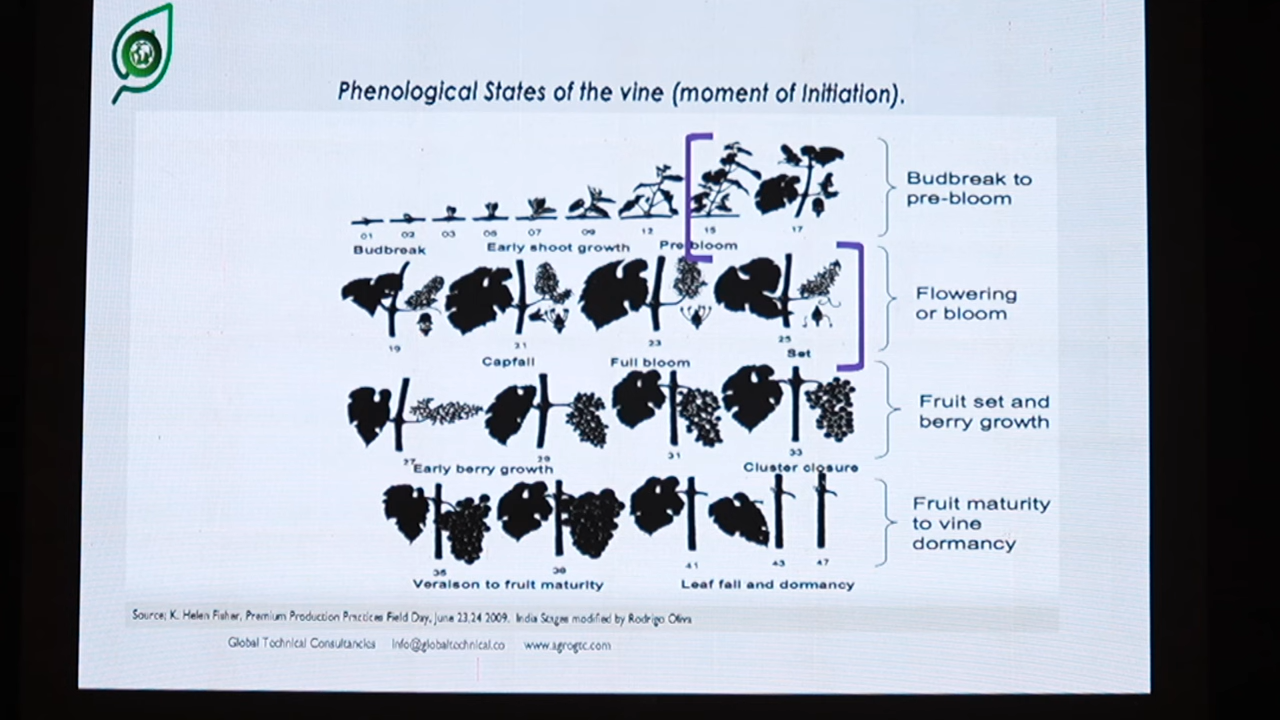 Phenological States of the vine (moment of Initiation).
Budbreak to
pre-bloom
01 02 03 05 07 09 12 15 17
Budbreak Early shoot growth Pre bloom
Flowering
or bloom
19 21 23 25
Capfall Full bloom Set
Fruit set and
berry growth
27 29 31 33
Early berry growth Cluster closure
Fruit maturity
to vine
dormancy
41 43 47
Veraison to fruit maturity Leaf fall and dormancy
Source: K. Helen Fisher, Premium Production Practices Field Day, June 23,24 2009. India Stages modified by Rodrigo Oliva
Global Technical Consultancies info@globaltechnical.co www.agrogtc.com